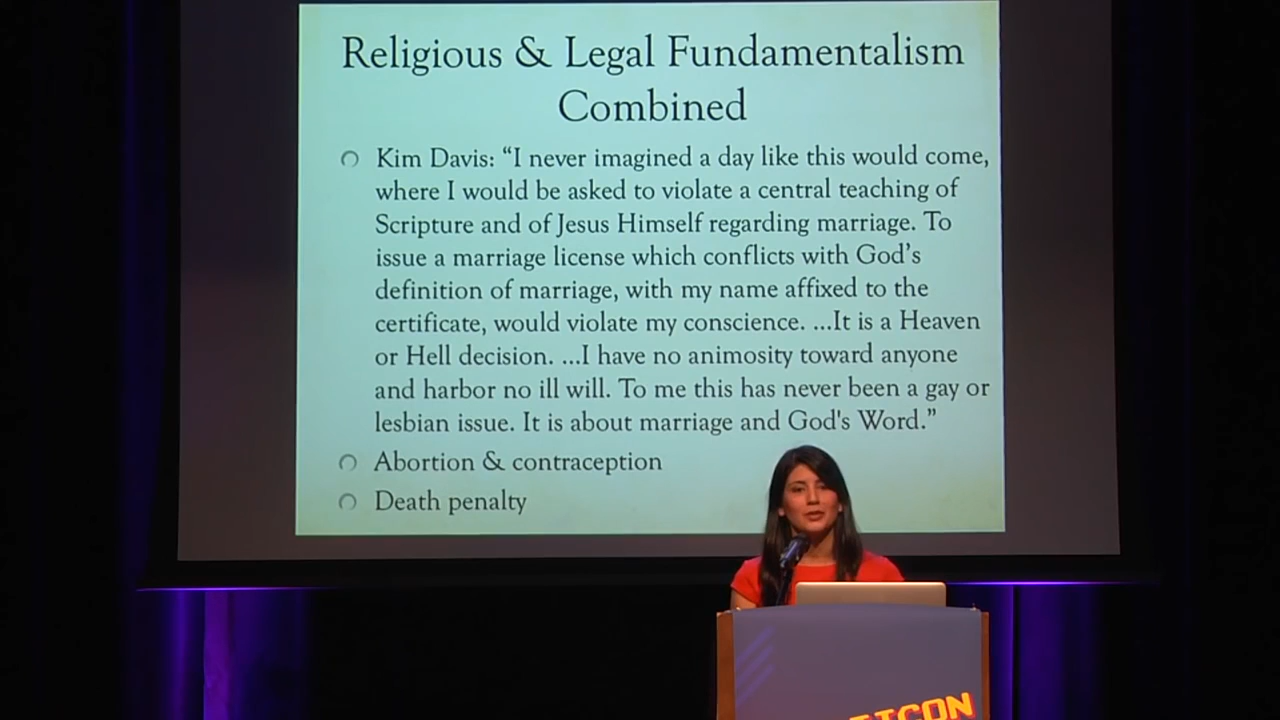 Religious & Legal Fundamentalism
Combined
Kim Davis: “I never imagined a day like this would come,
where I would be asked to violate a central teaching of
Scripture and of Jesus Himself regarding marriage. To
issue a marriage license which conflicts with God’s
definition of marriage, with my name affixed to the
certificate, would violate my conscience. ...It is a Heaven
or Hell decision. ...I have no animosity toward anyone
and harbor no ill will. To me this has never been a gay or
lesbian issue. It is about marriage and God's Word.”
Abortion & contraception
Death penalty